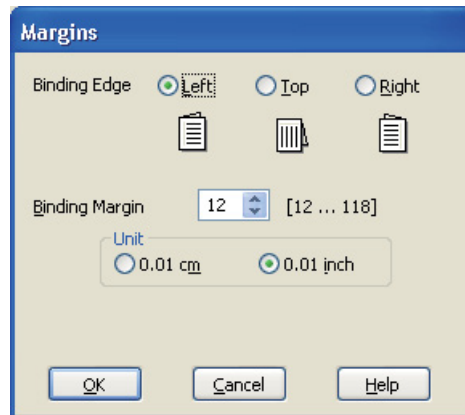 Margins
Binding Edge Left Top Right
Binding Margin 12 [12 ... 118]
Unit
0.01 cm 0.01 inch
OK Cancel Help